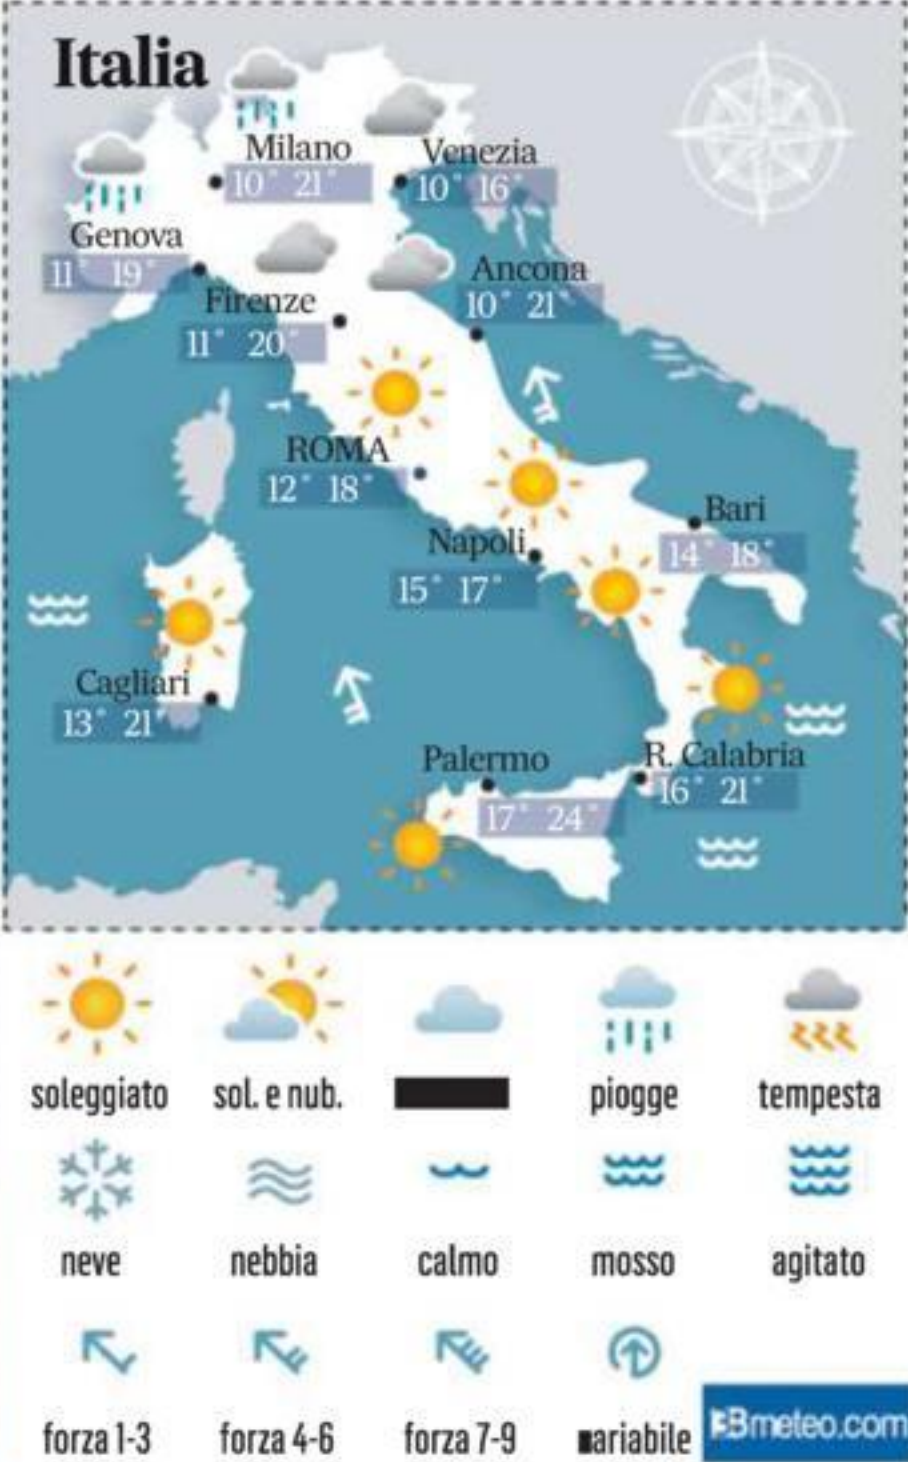 Italia
Milano
10° 21°
Venezia
10° 16°
Genova
11° 19°
Firenze
11° 20°
Ancona
10° 21°
ROMA
12° 18°
Napoli
15° 17°
Bari
14° 18°
Cagliari
13° 21°
Palermo
17° 24°
R. Calabria
16° 21°
soleggiato sol. e nub. piogge tempesta
neve nebbia calmo mosso agitato
forza 1-3 forza 4-6 forza 7-9 ariabile
Bmeteo.com